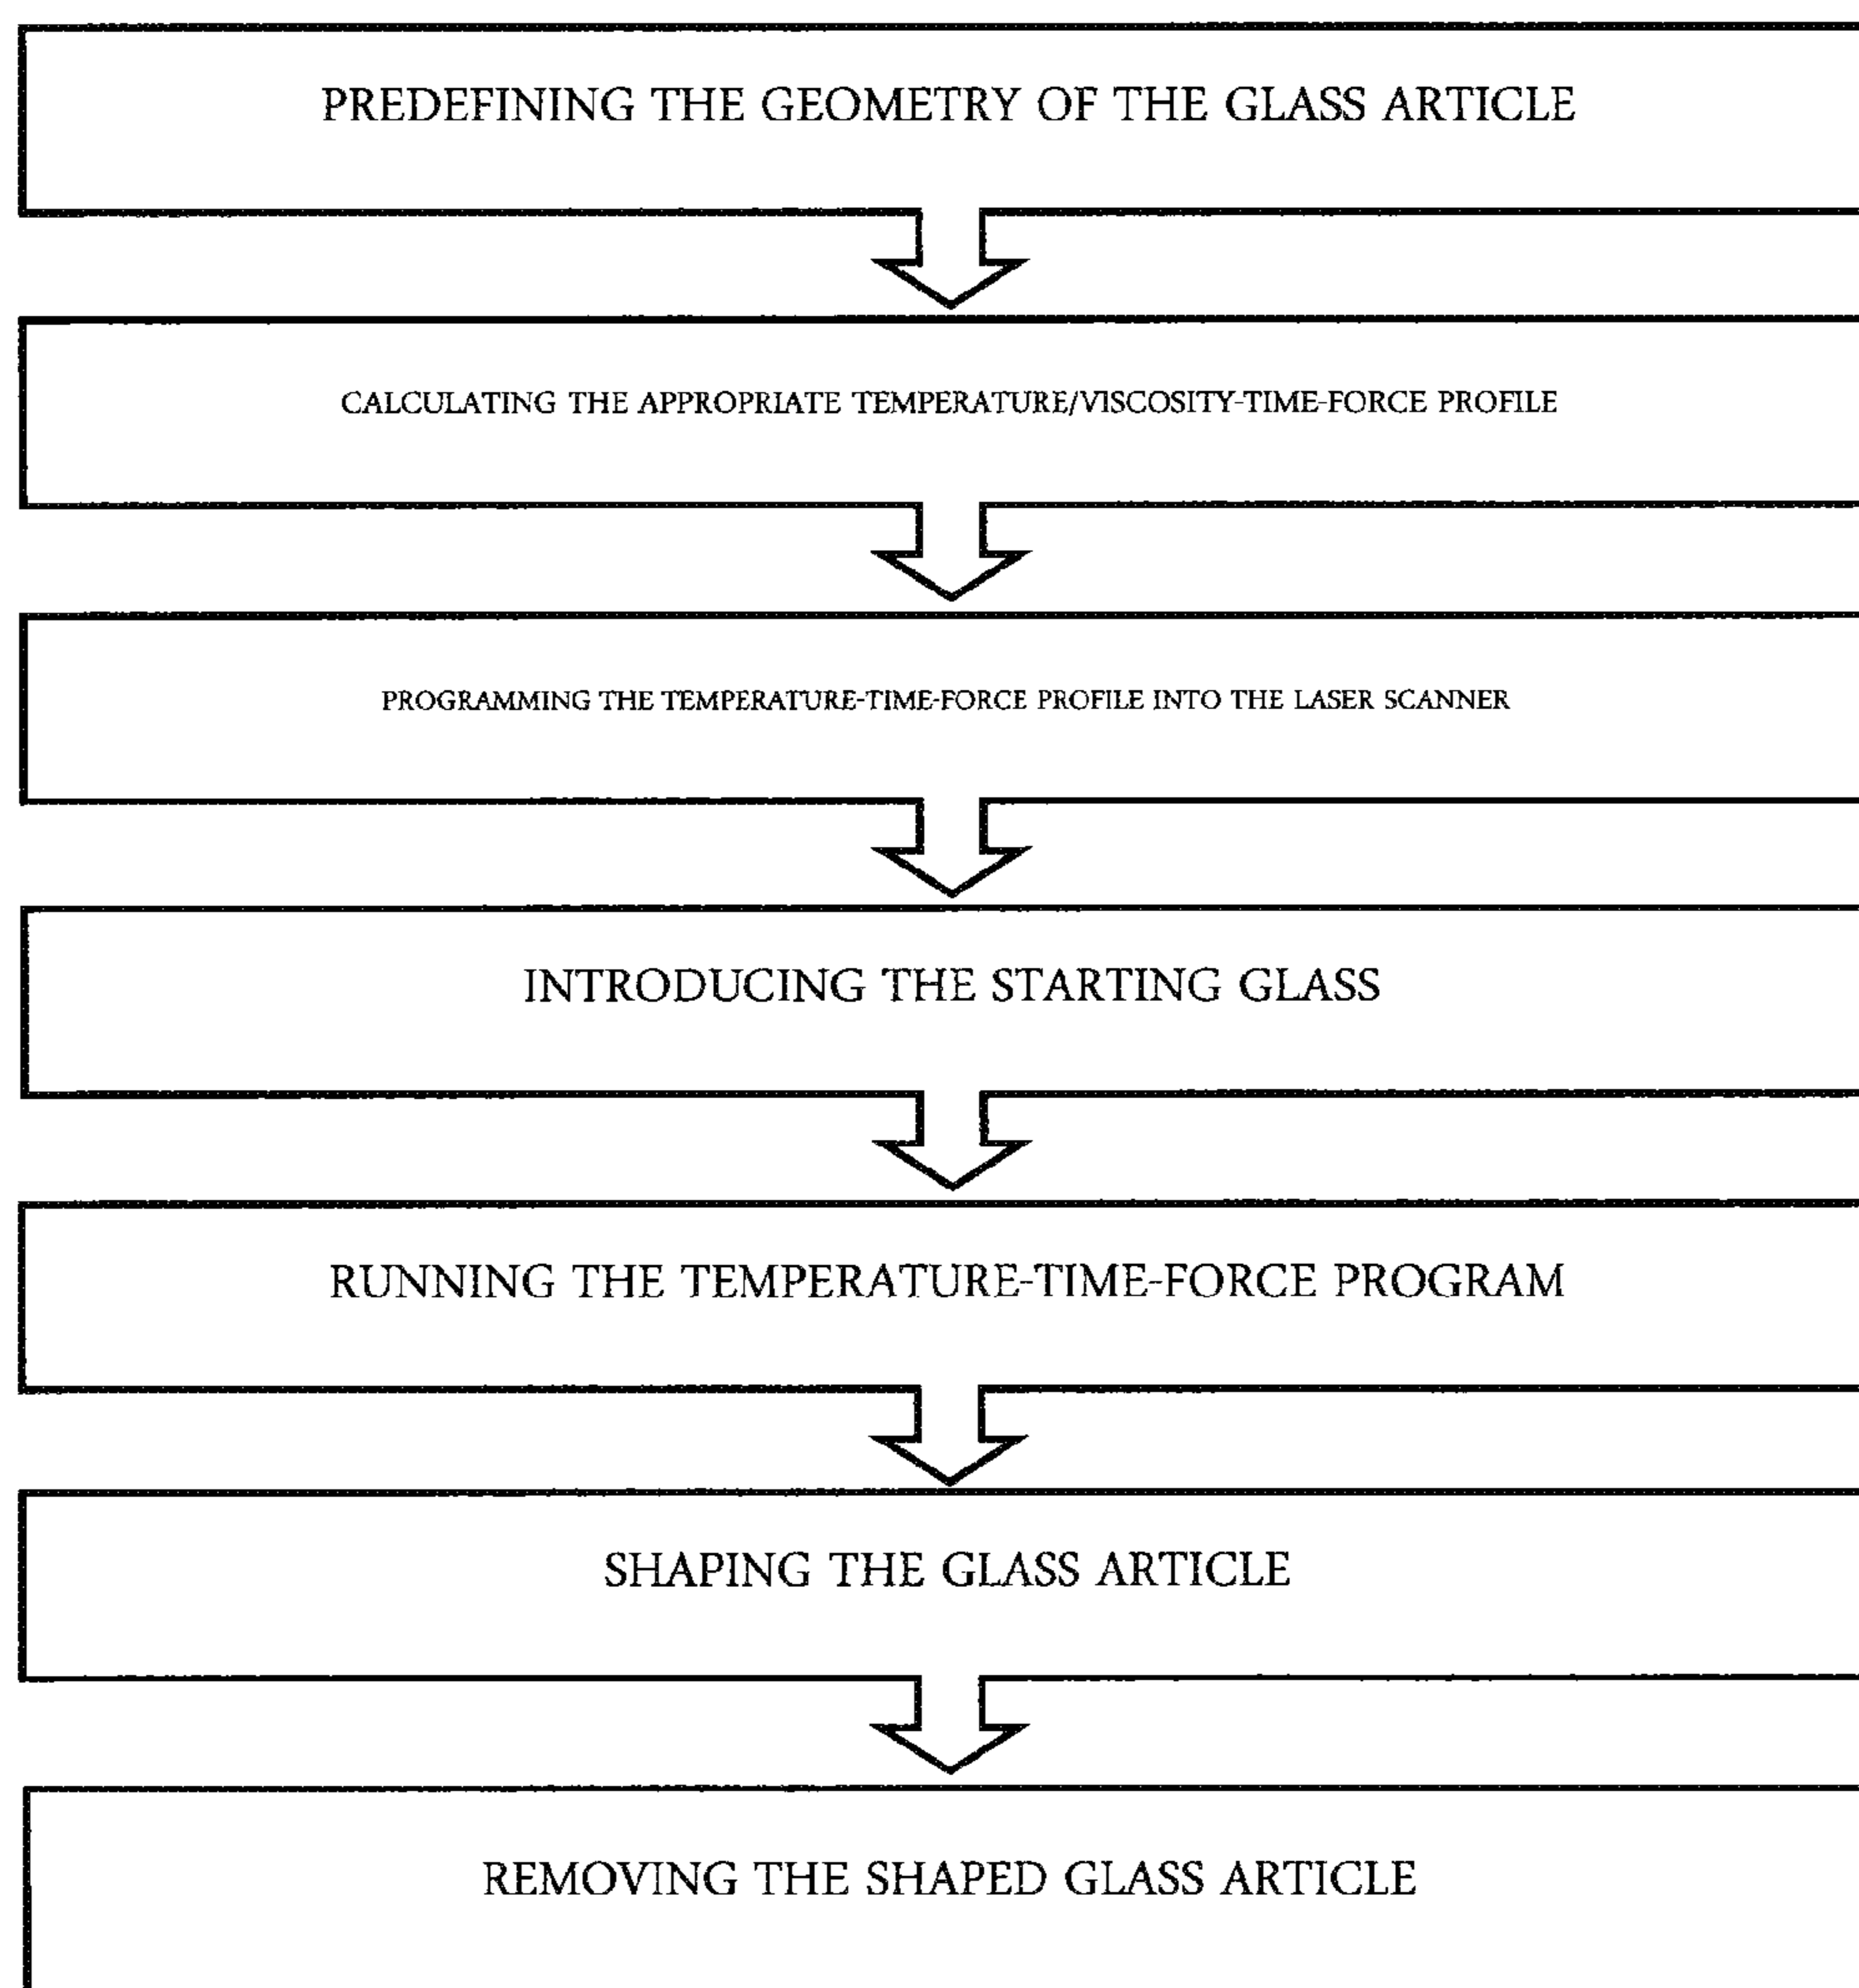 PREDEFINING THE GEOMETRY OF THE GLASS ARTICLE
CALCULATING THE APPROPRIATE TEMPERATURE/VISCOSITY-TIME-FORCE PROFILE
PROGRAMMING THE TEMPERATURE-TIME-FORCE PROFILE INTO THE LASER SCANNER
INTRODUCING THE STARTING GLASS
RUNNING THE TEMPERATURE-TIME-FORCE PROGRAM
SHAPING THE GLASS ARTICLE
REMOVING THE SHAPED GLASS ARTICLE